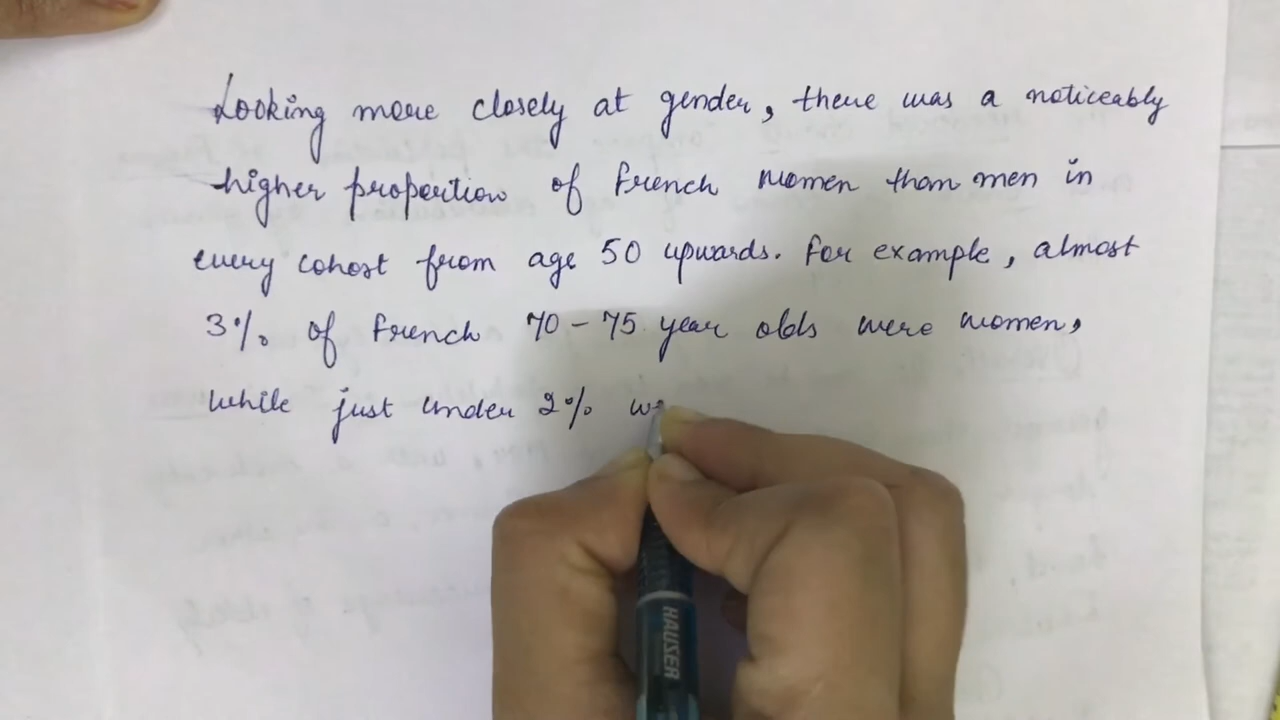 Looking more closely at gender, there was a noticeably
higher proportion of French women than men in
every cohort from age 50 upwards. For example, almost
3% of French 70-75 year olds were women,
while just under 2% we
HAUSER